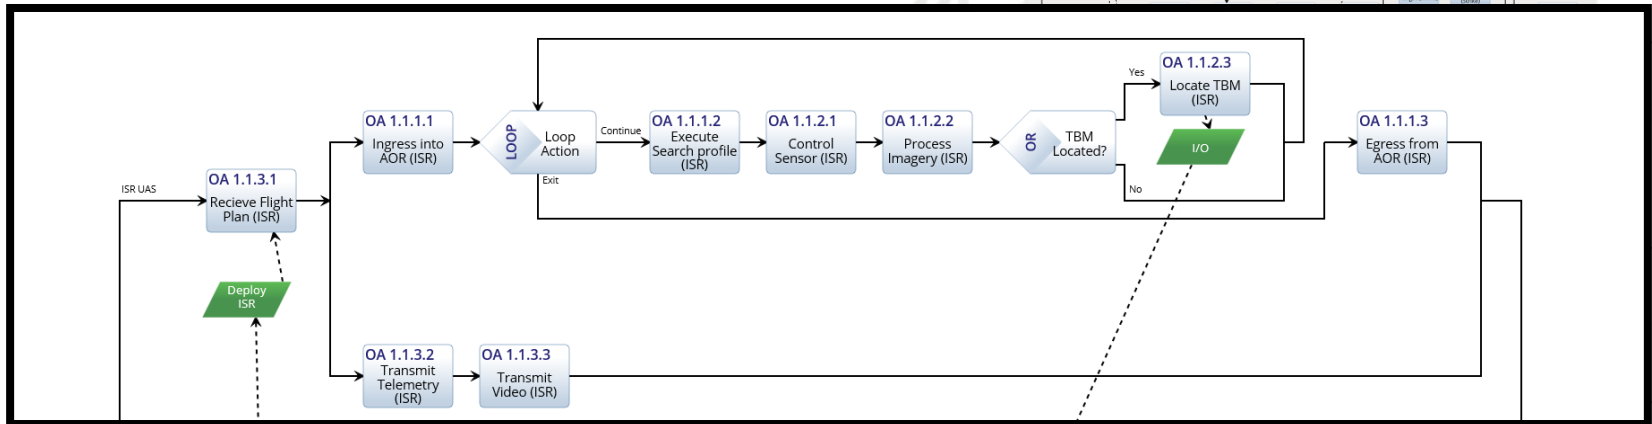 OA 1.1.2.3
Yes
Locate TBM
(ISR)
OA 1.1.1.1
Ingress into
AOR (ISR)
LOOP
Loop
Action
Continue
Exit
OA 1.1.1.2
Execute
Search profile
(ISR)
OA 1.1.2.1
Control
Sensor (ISR)
OA 1.1.2.2
Process
Imagery (ISR)
OR
TBM
Located?
No
I/O
OA 1.1.1.3
Egress from
AOR (ISR)
ISR UAS
OA 1.1.3.1
Recieve Flight
Plan (ISR)
Deploy
ISR
OA 1.1.3.2
Transmit
Telemetry
(ISR)
OA 1.1.3.3
Transmit
Video (ISR)